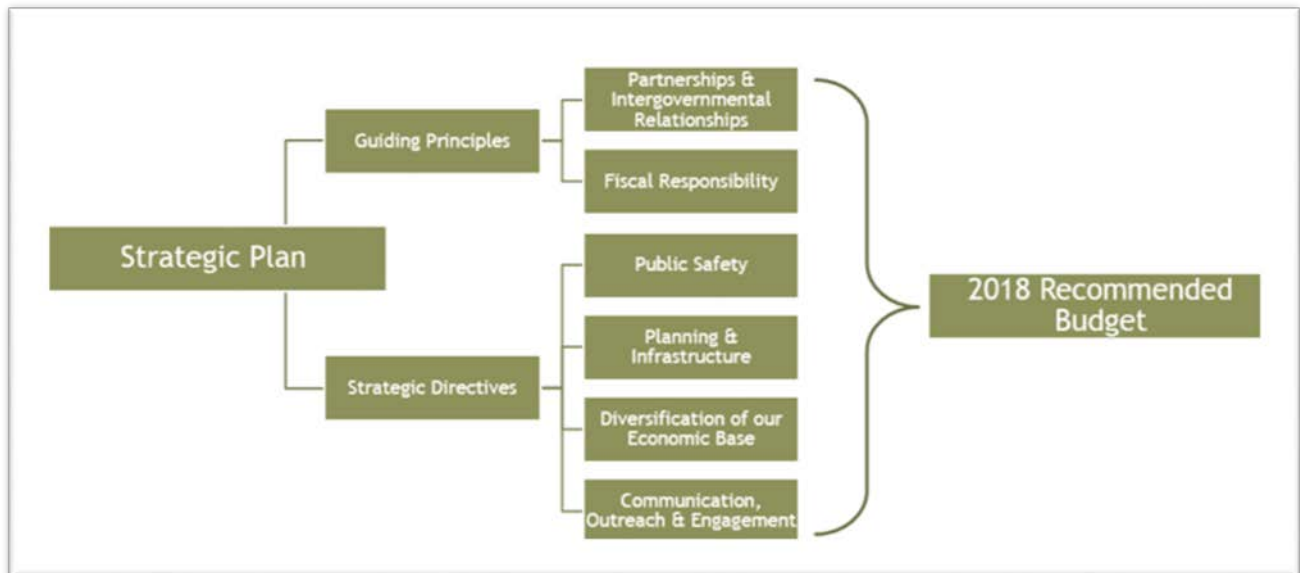 Strategic Plan
Guiding Principles
Partnerships &
Intergovernmental
Relationships
Fiscal Responsibility
Strategic Directives
Public Safety
Planning &
Infrastructure
Diversification of our
Economic Base
Communication,
Outreach & Engagement
2018 Recommended
Budget